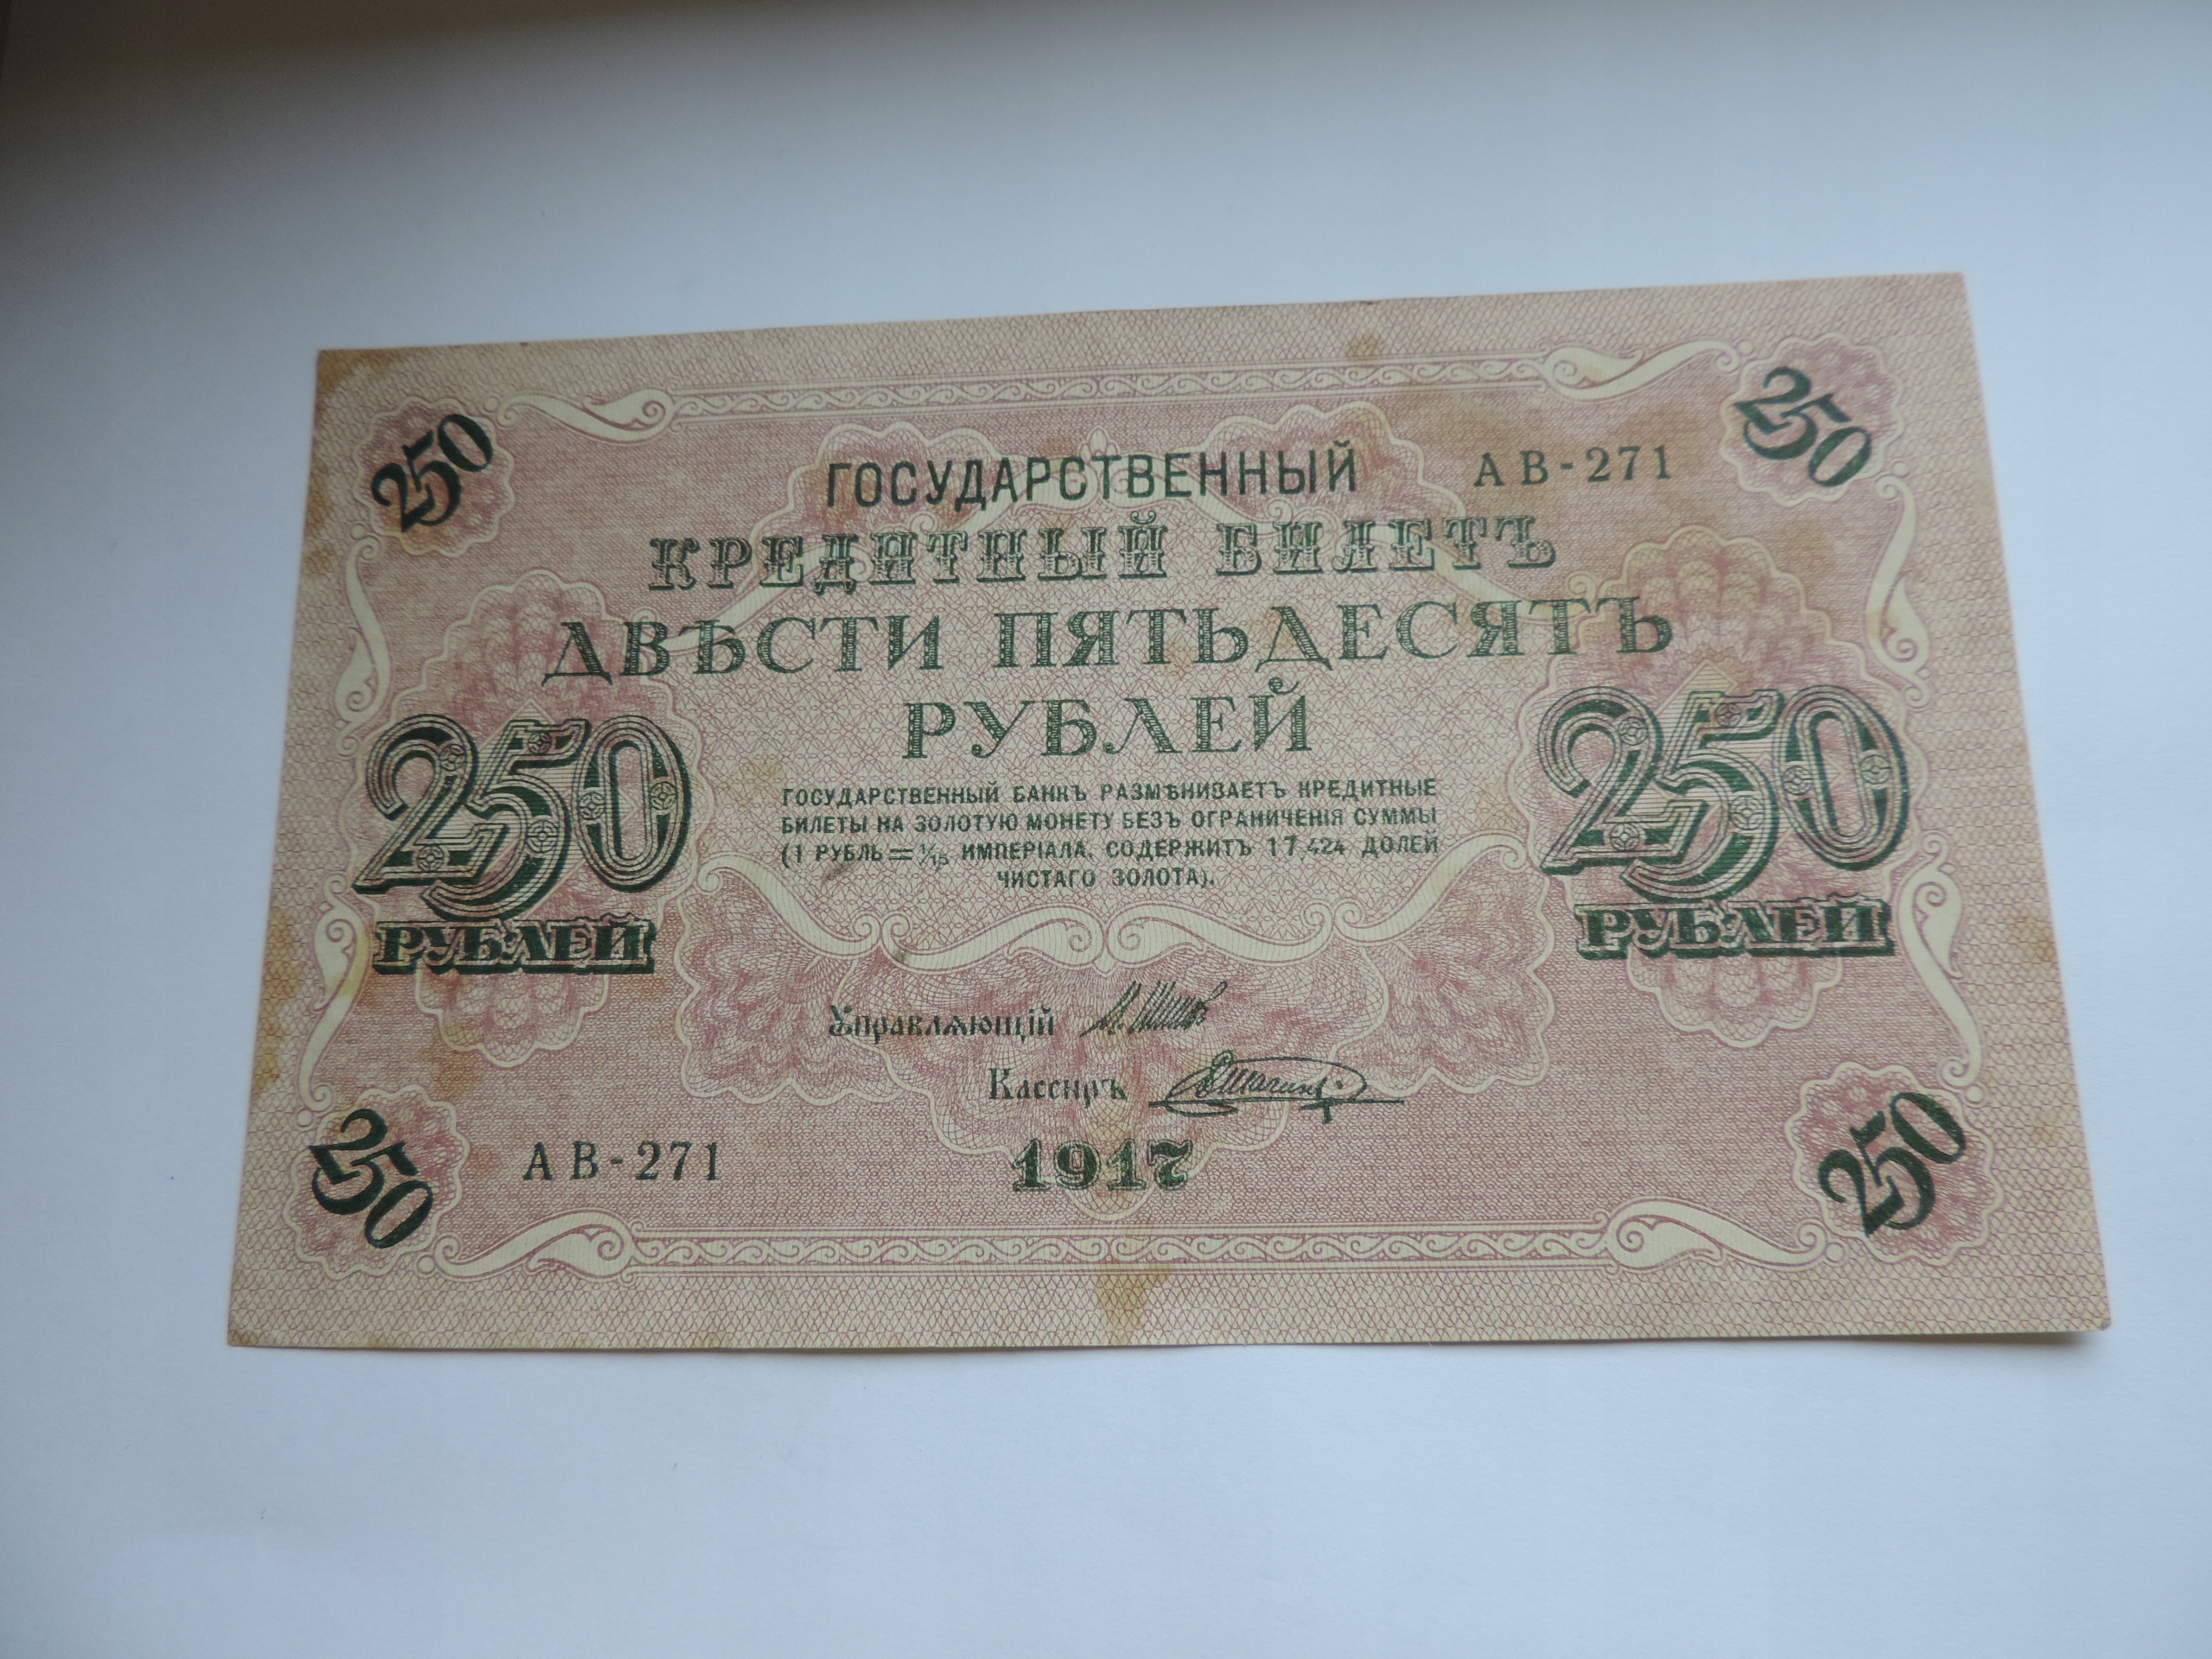 250
250
ГОСУДАРСТВЕННЫЙ
АВ-271
КРЕДИТНЫЙ БИЛЕТЪ
ДВѢСТИ ПЯТЬДЕСЯТЪ
РУБЛЕЙ
250
РУБЛЕЙ
250
РУБЛЕЙ
ГОСУДАРСТВЕННЫЙ БАНКЪ РАЗМѢНИВАЕТЪ КРЕДИТНЫЕ
БИЛЕТЫ НА ЗОЛОТУЮ МОНЕТУ БЕЗЪ ОГРАНИЧЕНІЯ СУММЫ
(1 РУБЛЬ = 1/15 ИМПЕРІАЛА, СОДЕРЖИТЪ 17,424 ДОЛЕЙ
ЧИСТАГО ЗОЛОТА).
Управляющій
Кассиръ
АВ-271
1917
250
250